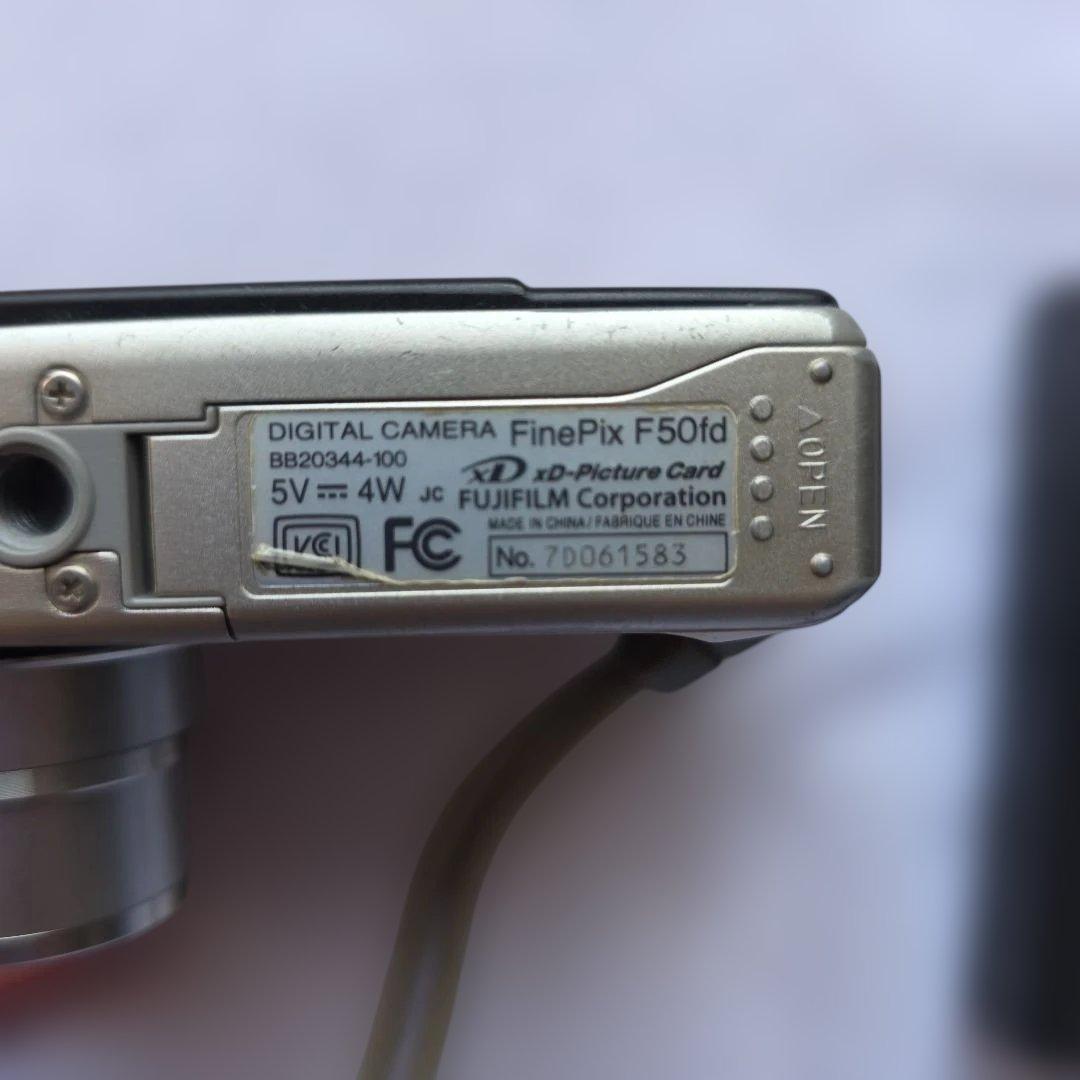 DIGITAL CAMERA FinePix F50fd
BB20344-100 xD xD-Picture Card
5V ⎓ 4W JC FUJIFILM Corporation
MADE IN CHINA / FABRIQUE EN CHINE
VCCI FC No. 7D061583
△OPEN